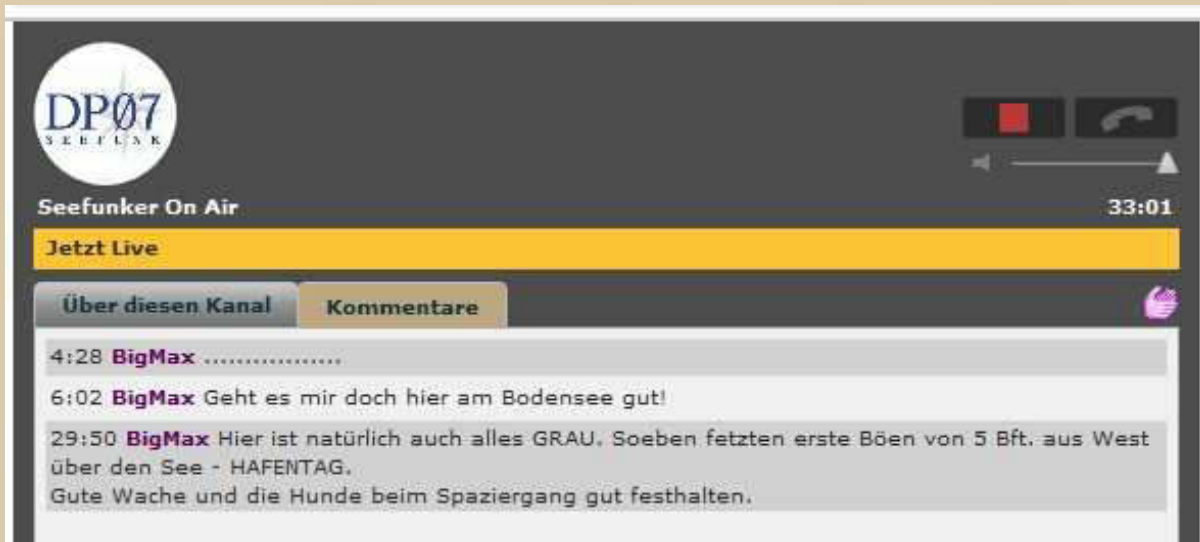 DPØ7
SEEFUNK
Seefunker On Air
33:01
Jetzt Live
Über diesen Kanal
Kommentare
4:28 BigMax .................
6:02 BigMax Geht es mir doch hier am Bodensee gut!
29:50 BigMax Hier ist natürlich auch alles GRAU. Soeben fetzten erste Böen von 5 Bft. aus West
über den See - HAFENTAG.
Gute Wache und die Hunde beim Spaziergang gut festhalten.